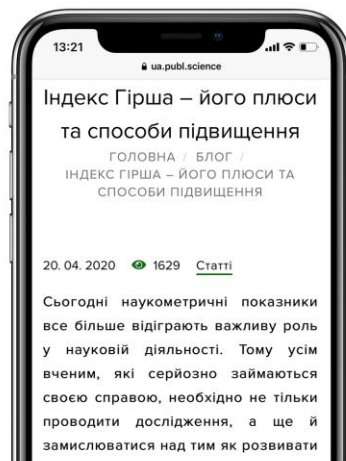 13:21
ua.publ.science
Індекс Гірша – його плюси
та способи підвищення
ГОЛОВНА / БЛОГ /
ІНДЕКС ГІРША – ЙОГО ПЛЮСИ ТА
СПОСОБИ ПІДВИЩЕННЯ
20. 04. 2020 1629 Статті
Сьогодні наукометричні показники
все більше відіграють важливу роль
у науковій діяльності. Тому усім
вченим, які серйозно займаються
своєю справою, необхідно не тільки
проводити дослідження, а ще й
замислюватися над тим як розвивати